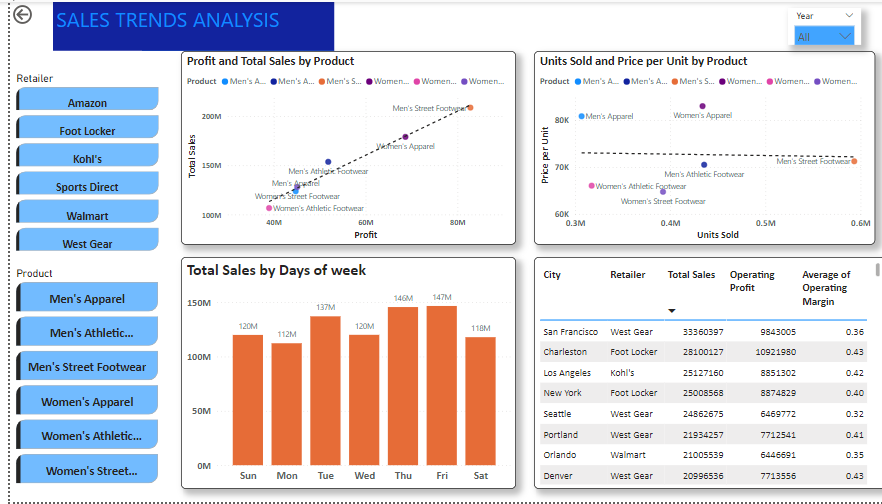 SALES TRENDS ANALYSIS
Year
All
Retailer
Amazon
Foot Locker
Kohl's
Sports Direct
Walmart
West Gear
Product
Men's Apparel
Men's Athletic...
Men's Street Footwear
Women's Apparel
Women's Athletic...
Women's Street...
Profit and Total Sales by Product
Product Men's A... Men's A... Men's S... Women... Women... Women...
Total Sales
200M
150M
100M
Men's Street Footwear
Women's Apparel
Men's Athletic Footwear
Men's Apparel
Women's Street Footwear
Women's Athletic Footwear
40M 60M 80M
Profit
Units Sold and Price per Unit by Product
Product Men's A... Men's A... Men's S... Women... Women... Women...
Price per Unit
80K
70K
60K
Men's Apparel
Women's Apparel
Men's Street Footwear
Men's Athletic Footwear
Women's Athletic Footwear
Women's Street Footwear
0.3M 0.4M 0.5M 0.6M
Units Sold
Total Sales by Days of week
150M
100M
50M
0M
120M 112M 137M 120M 146M 147M 118M
Sun Mon Tue Wed Thu Fri Sat
City Retailer Total Sales Operating Profit Average of Operating Margin
San Francisco West Gear 33360397 9843005 0.36
Charleston Foot Locker 28100127 10921980 0.43
Los Angeles Kohl's 25127160 8851302 0.42
New York Foot Locker 25008568 8874829 0.40
Seattle West Gear 24862675 6469772 0.32
Portland West Gear 21934257 7712541 0.41
Orlando Walmart 21005539 6446691 0.35
Denver West Gear 20996536 7713556 0.43